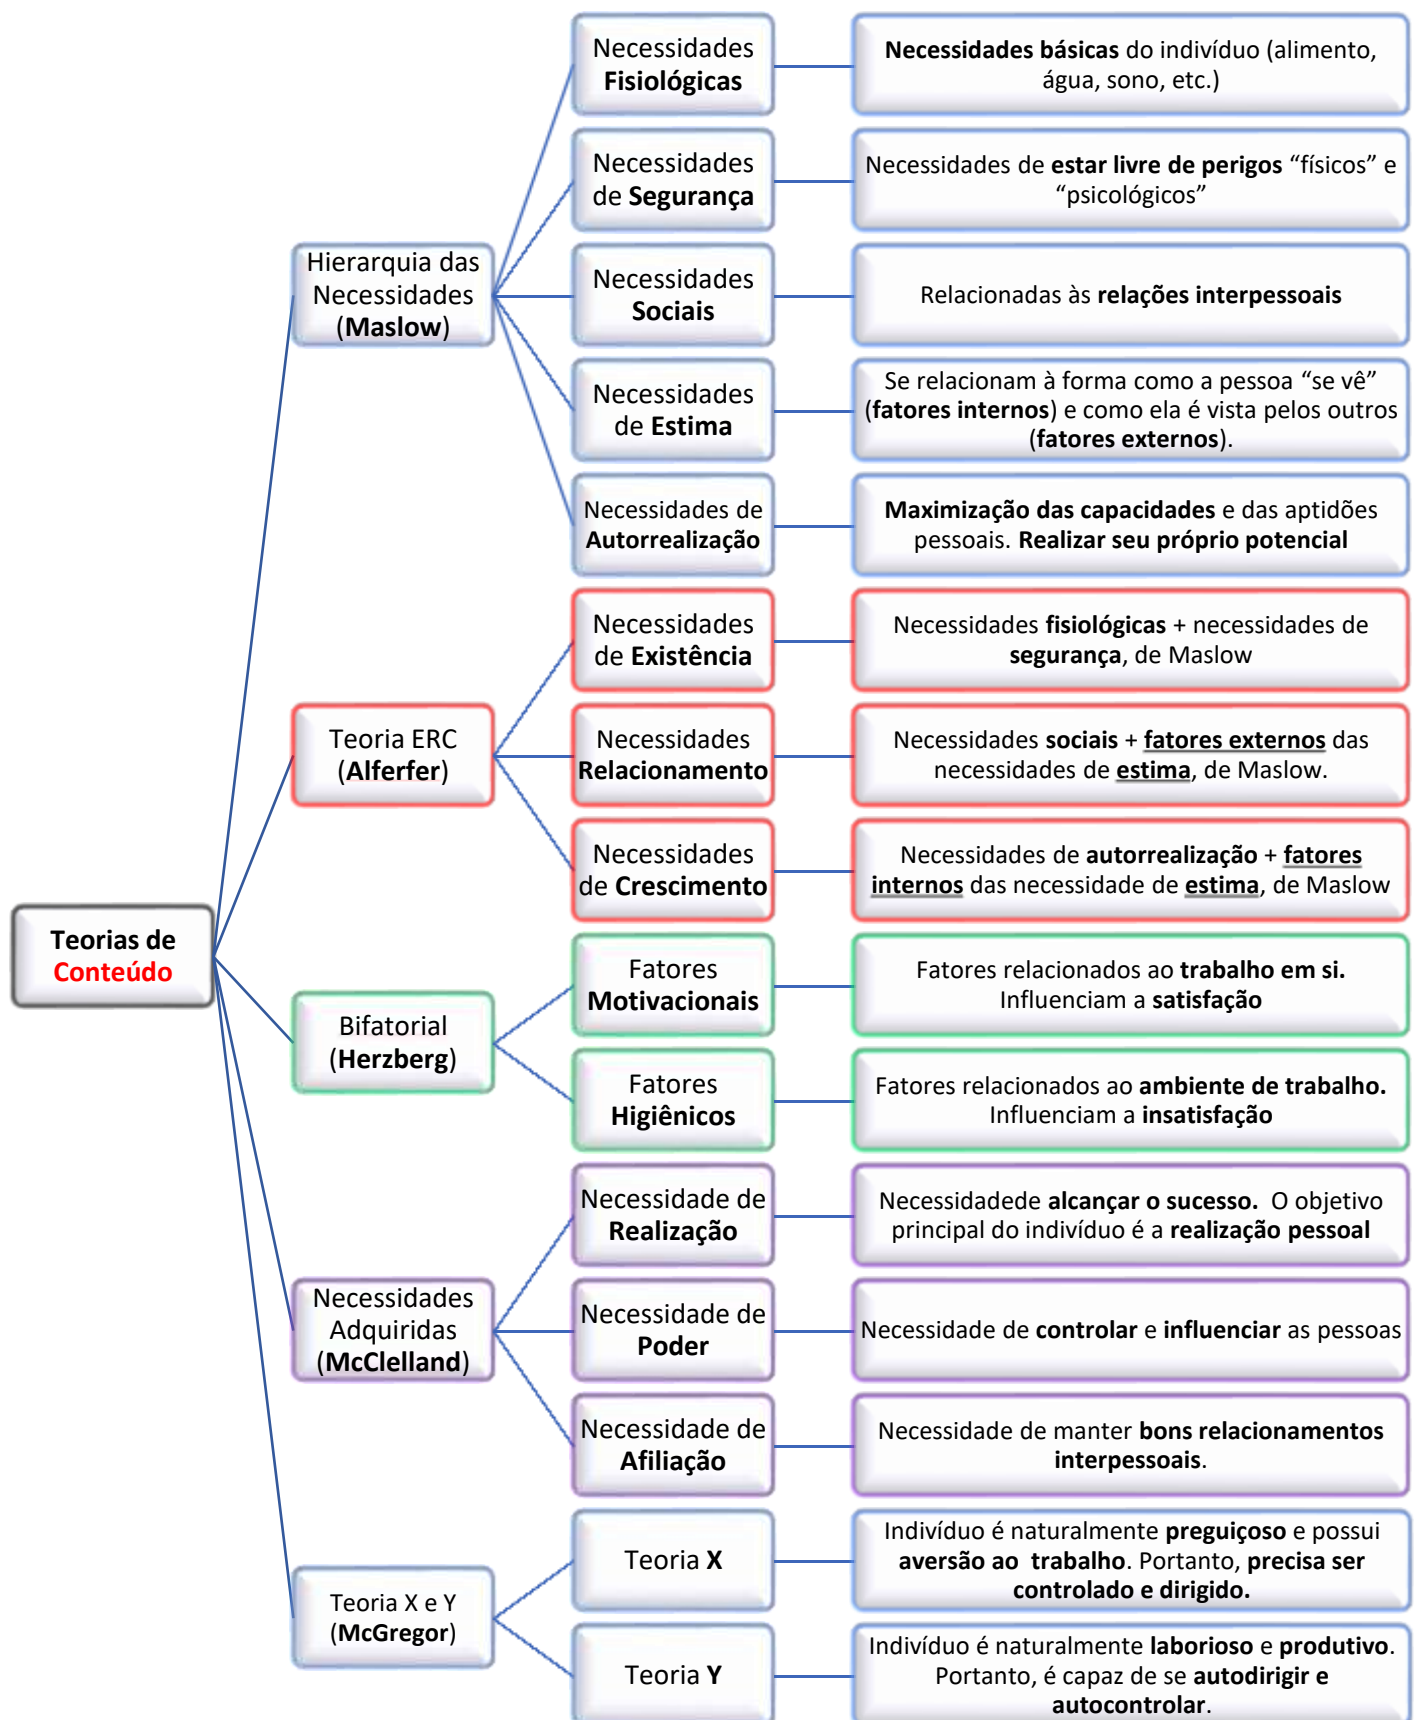 Teorias de
Conteúdo
Hierarquia das
Necessidades
(Maslow)
Necessidades
Fisiológicas
Necessidades básicas do indivíduo (alimento,
água, sono, etc.)
Necessidades
de Segurança
Necessidades de estar livre de perigos “físicos” e
“psicológicos”
Necessidades
Sociais
Relacionadas às relações interpessoais
Necessidades
de Estima
Se relacionam à forma como a pessoa “se vê”
(fatores internos) e como ela é vista pelos outros
(fatores externos).
Necessidades de
Autorrealização
Maximização das capacidades e das aptidões
pessoais. Realizar seu próprio potencial
Teoria ERC
(Alferfer)
Necessidades
de Existência
Necessidades fisiológicas + necessidades de
segurança, de Maslow
Necessidades
Relacionamento
Necessidades sociais + fatores externos das
necessidades de estima, de Maslow.
Necessidades
de Crescimento
Necessidades de autorrealização + fatores
internos das necessidade de estima, de Maslow
Bifatorial
(Herzberg)
Fatores
Motivacionais
Fatores relacionados ao trabalho em si.
Influenciam a satisfação
Fatores
Higiênicos
Fatores relacionados ao ambiente de trabalho.
Influenciam a insatisfação
Necessidades
Adquiridas
(McClelland)
Necessidade de
Realização
Necessidadede alcançar o sucesso. O objetivo
principal do indivíduo é a realização pessoal
Necessidade de
Poder
Necessidade de controlar e influenciar as pessoas
Necessidade de
Afiliação
Necessidade de manter bons relacionamentos
interpessoais.
Teoria X e Y
(McGregor)
Teoria X
Indivíduo é naturalmente preguiçoso e possui
aversão ao trabalho. Portanto, precisa ser
controlado e dirigido.
Teoria Y
Indivíduo é naturalmente laborioso e produtivo.
Portanto, é capaz de se autodirigir e
autocontrolar.